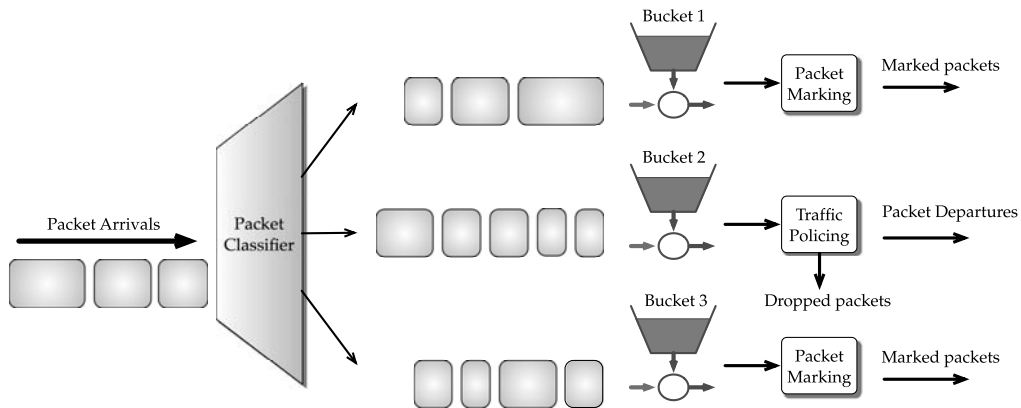 Packet Arrivals
Packet
Classifier
Bucket 1
Packet
Marking
Marked packets
Bucket 2
Traffic
Policing
Packet Departures
Dropped packets
Bucket 3
Packet
Marking
Marked packets